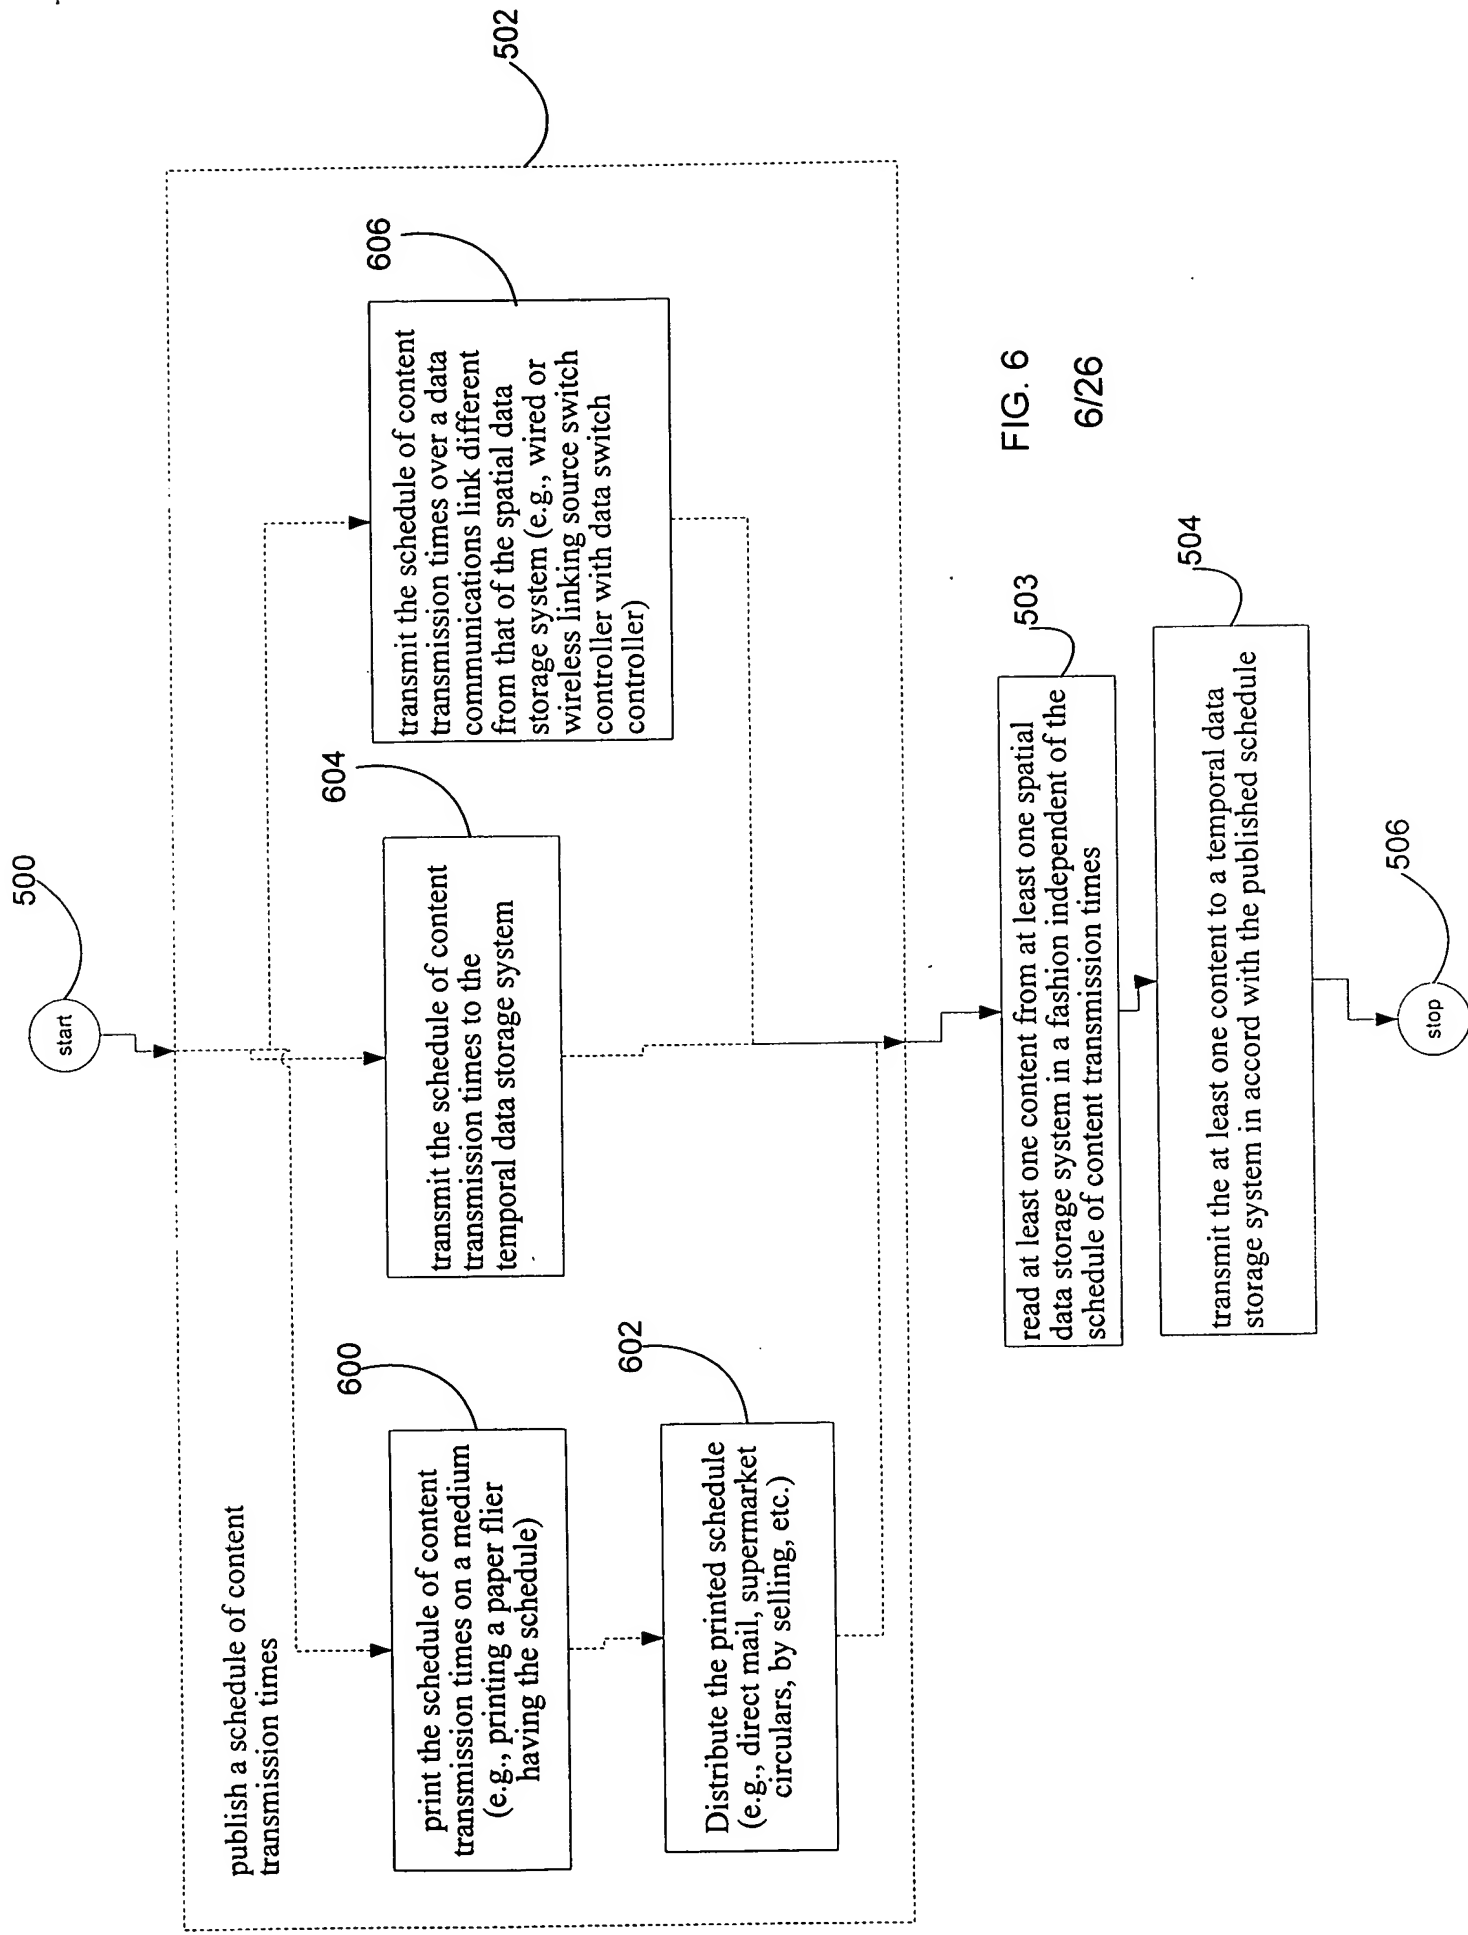 500
start
502
publish a schedule of content
transmission times
600
print the schedule of content
transmission times on a medium
(e.g., printing a paper flier
having the schedule)
602
Distribute the printed schedule
(e.g., direct mail, supermarket
circulars, by selling, etc.)
604
transmit the schedule of content
transmission times to the
temporal data storage system
606
transmit the schedule of content
transmission times over a data
communications link different
from that of the spatial data
storage system (e.g., wired or
wireless linking source switch
controller with data switch
controller)
503
read at least one content from at least one spatial
data storage system in a fashion independent of the
schedule of content transmission times
504
transmit the at least one content to a temporal data
storage system in accord with the published schedule
506
stop
FIG. 6
6/26